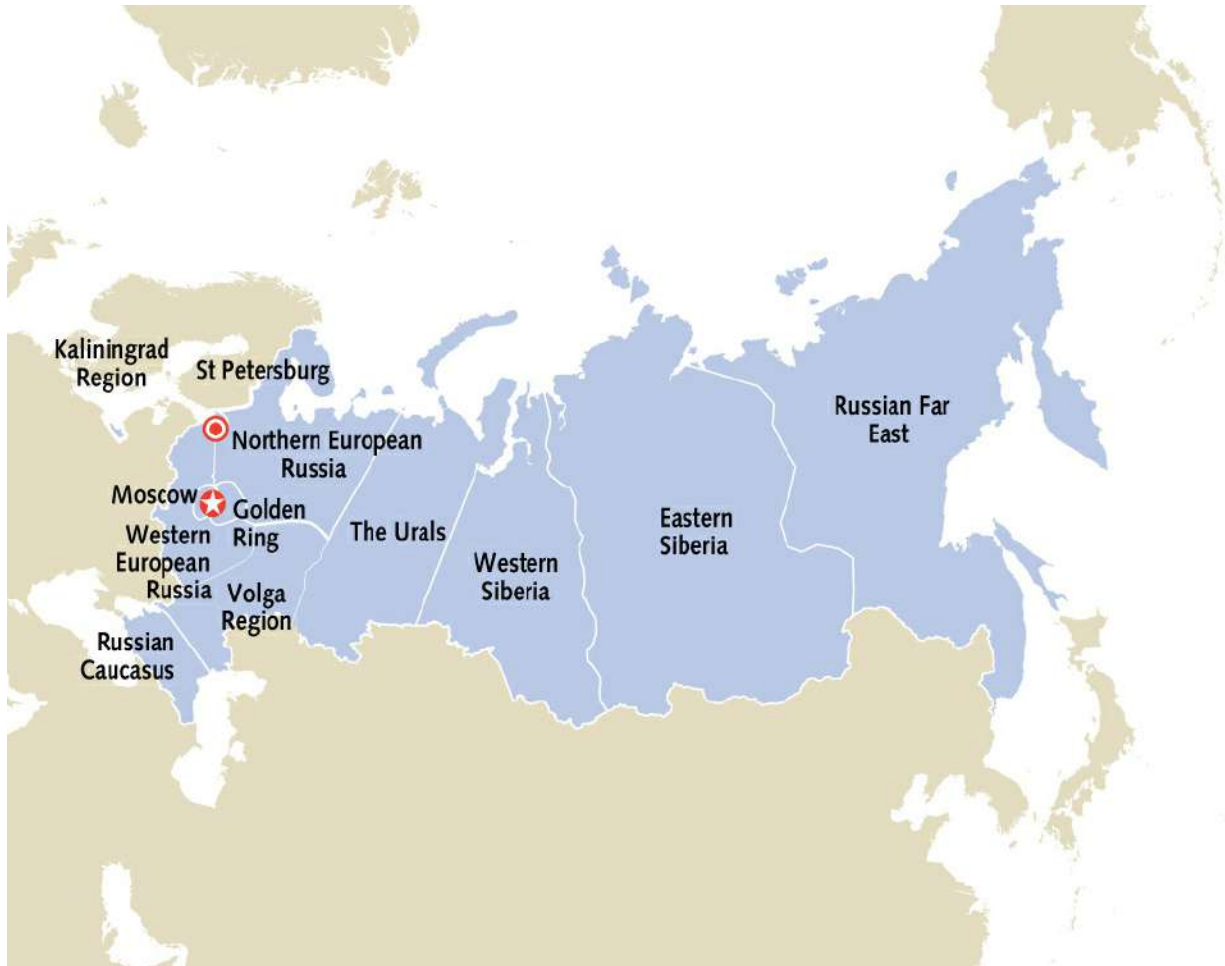 Kaliningrad
Region
St Petersburg
Northern European
Russia
Moscow
Golden
Ring
Western
European
Russia
Volga
Region
Russian
Caucasus
The Urals
Western
Siberia
Eastern
Siberia
Russian Far
East